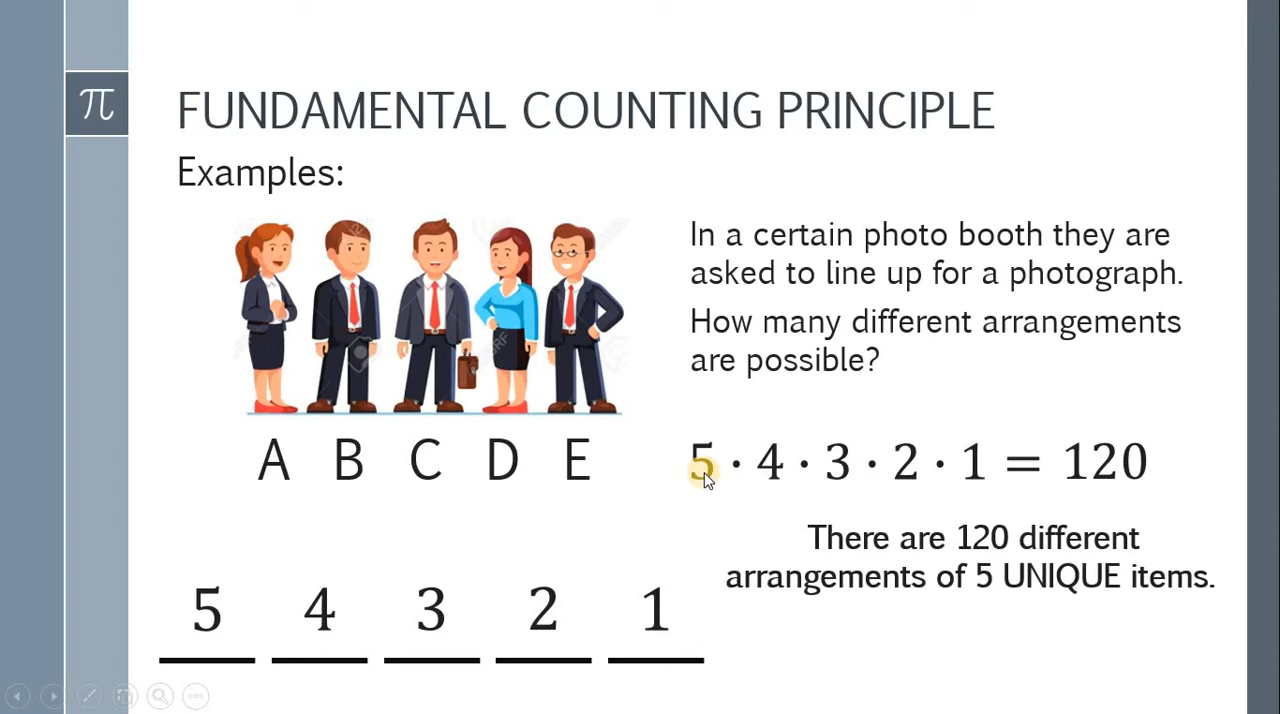 π
FUNDAMENTAL COUNTING PRINCIPLE
Examples:
In a certain photo booth they are
asked to line up for a photograph.
How many different arrangements
are possible?
A B C D E
5 · 4 · 3 · 2 · 1 = 120
There are 120 different
arrangements of 5 UNIQUE items.
5 4 3 2 1